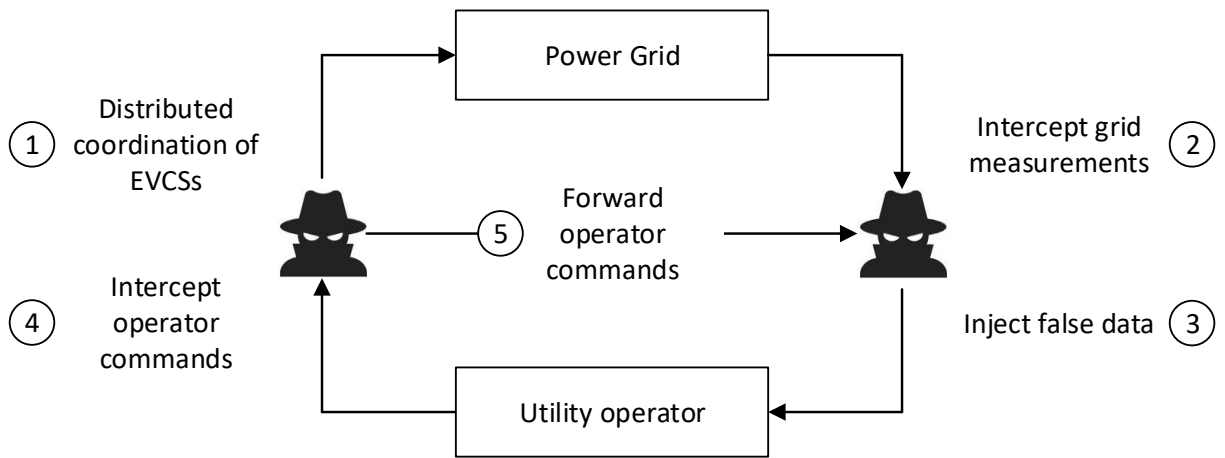 Power Grid
1
Distributed
coordination of
EVCSs
Intercept grid
measurements
2
5
Forward
operator
commands
4
Intercept
operator
commands
Inject false data
3
Utility operator